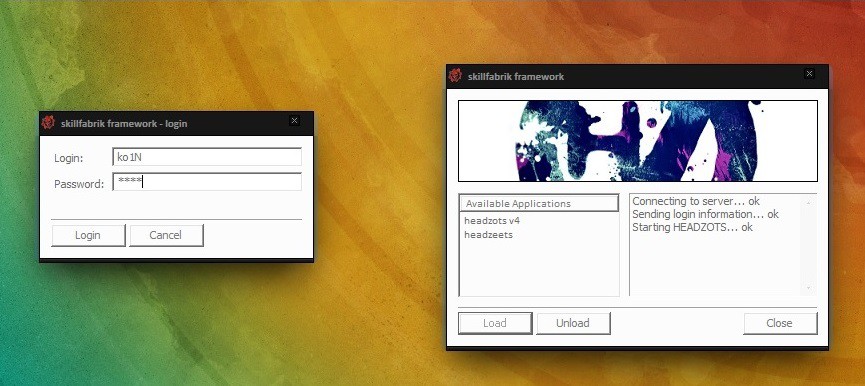 skillfabrik framework - login
Login:
ko1N
Password:
****
Login
Cancel
skillfabrik framework
Available Applications
headzots v4
headzeets
Connecting to server... ok
Sending login information... ok
Starting HEADZOTS... ok
Load
Unload
Close